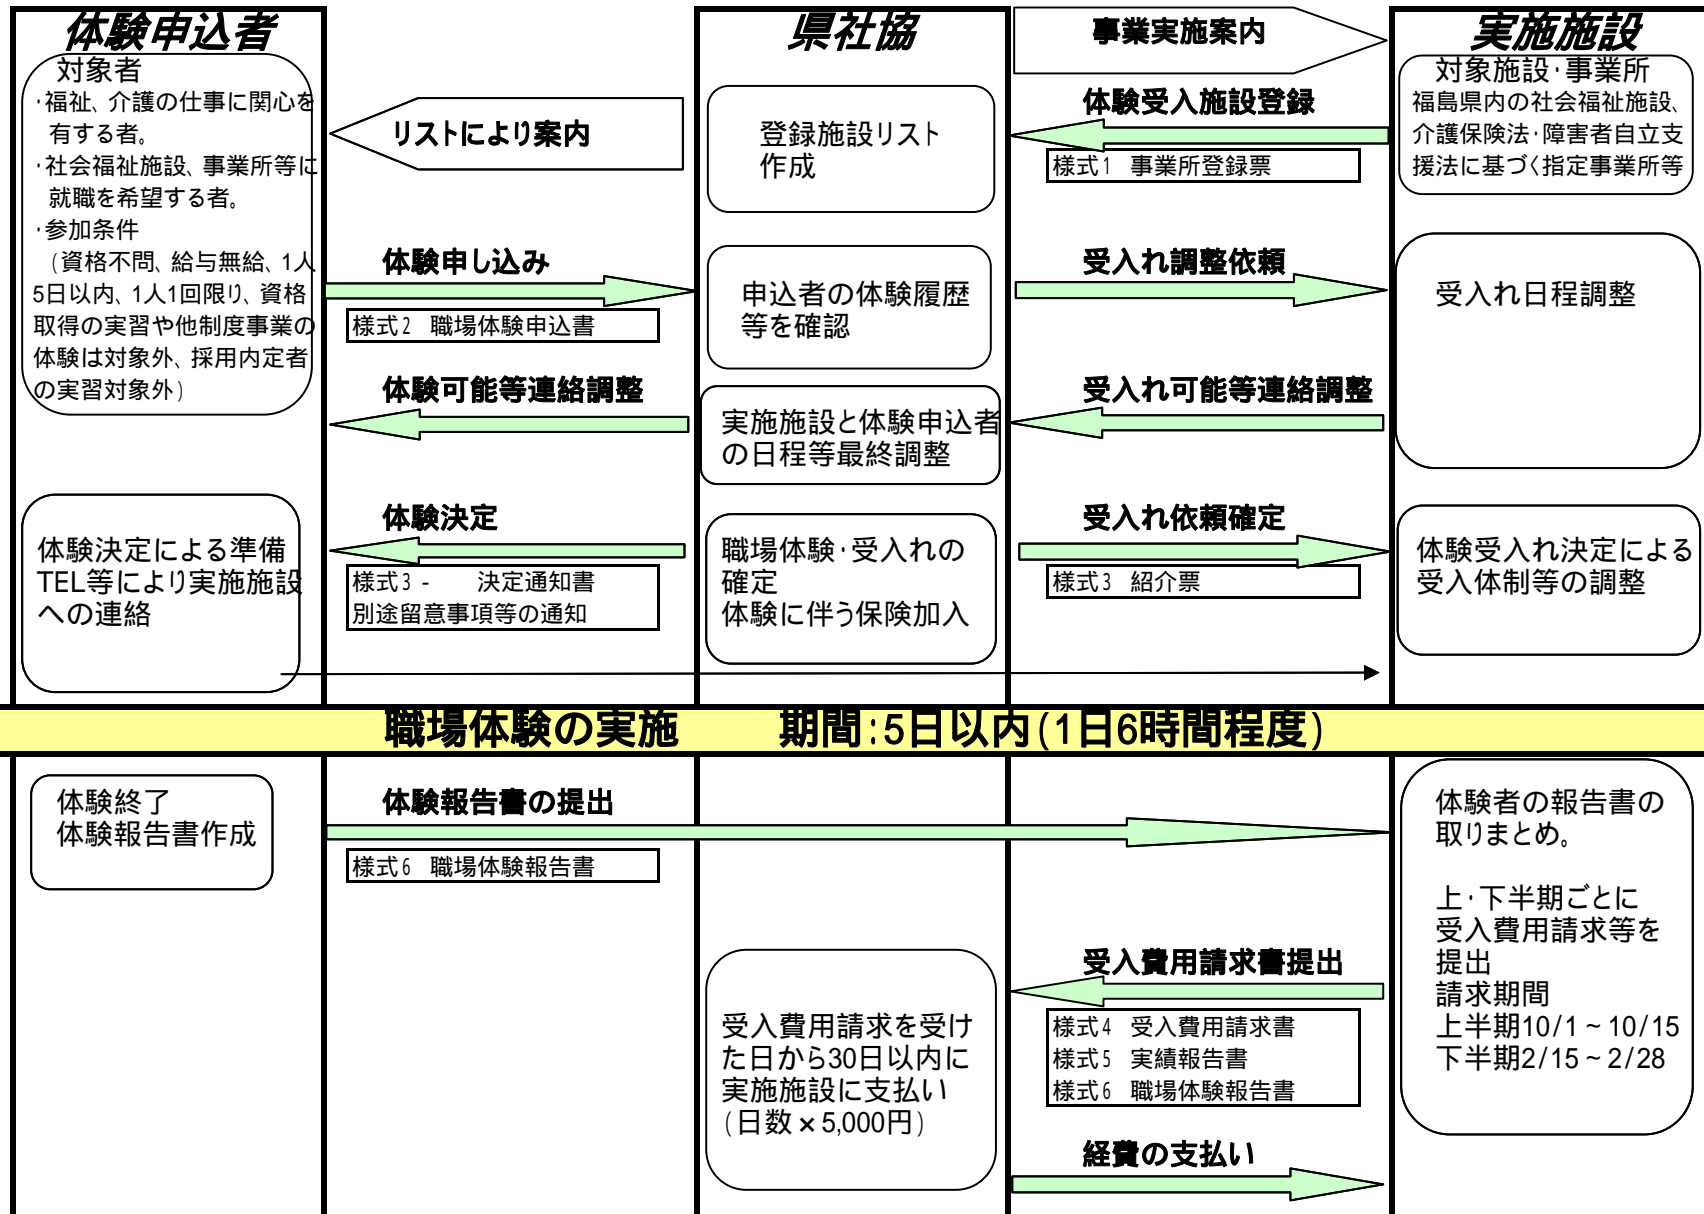 体験申込者
対象者
･福祉、介護の仕事に関心を
有する者。
･社会福祉施設、事業所等に
就職を希望する者。
･参加条件
(資格不問、給与無給、1人
5日以内、1人1回限り、資格
取得の実習や他制度事業の
体験は対象外、採用内定者
の実習対象外)
リストにより案内
県社協
登録施設リスト
作成
事業実施案内
体験受入施設登録
様式1 事業所登録票
実施施設
対象施設･事業所
福島県内の社会福祉施設、
介護保険法･障害者自立支
援法に基づく指定事業所等
体験申し込み
様式2 職場体験申込書
申込者の体験履歴
等を確認
受入れ調整依頼
受入れ日程調整
体験可能等連絡調整
実施施設と体験申込者
の日程等最終調整
受入れ可能等連絡調整
体験決定による準備
TEL等により実施施設
への連絡
体験決定
様式3 - 決定通知書
別途留意事項等の通知
職場体験･受入れの
確定
体験に伴う保険加入
受入れ依頼確定
様式3 紹介票
体験受入れ決定による
受入体制等の調整
職場体験の実施 期間:5日以内(1日6時間程度)
体験終了
体験報告書作成
体験報告書の提出
様式6 職場体験報告書
体験者の報告書の
取りまとめ。
上･下半期ごとに
受入費用請求等を
提出
請求期間
上半期10/1~10/15
下半期2/15~2/28
受入費用請求書提出
様式4 受入費用請求書
様式5 実績報告書
様式6 職場体験報告書
受入費用請求を受け
た日から30日以内に
実施施設に支払い
(日数×5,000円)
経費の支払い